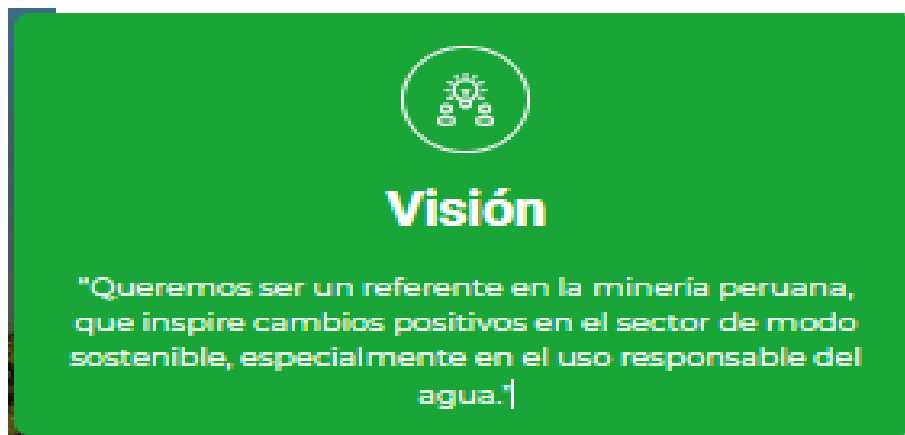 Visión
"Queremos ser un referente en la minería peruana,
que inspire cambios positivos en el sector de modo
sostenible, especialmente en el uso responsable del
agua."